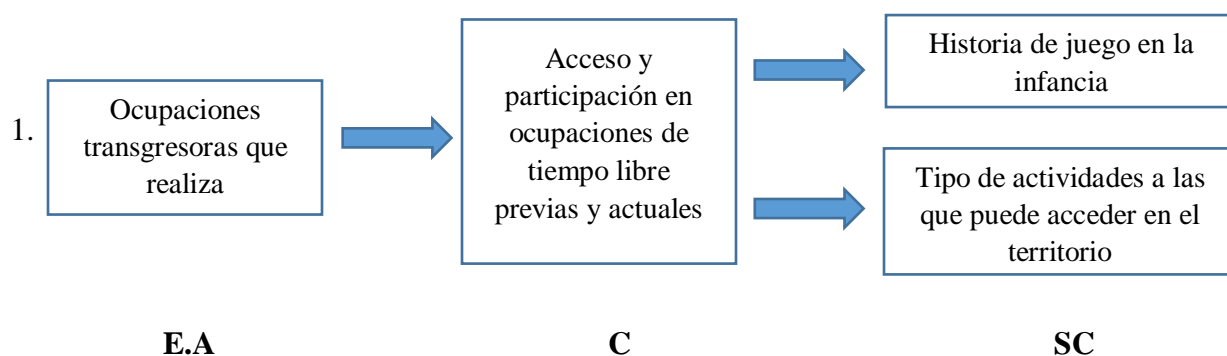 1.
Ocupaciones
transgresoras que
realiza
Acceso y
participación en
ocupaciones de
tiempo libre
previas y actuales
Historia de juego en la
infancia
Tipo de actividades a las
que puede acceder en el
territorio
E.A
C
SC